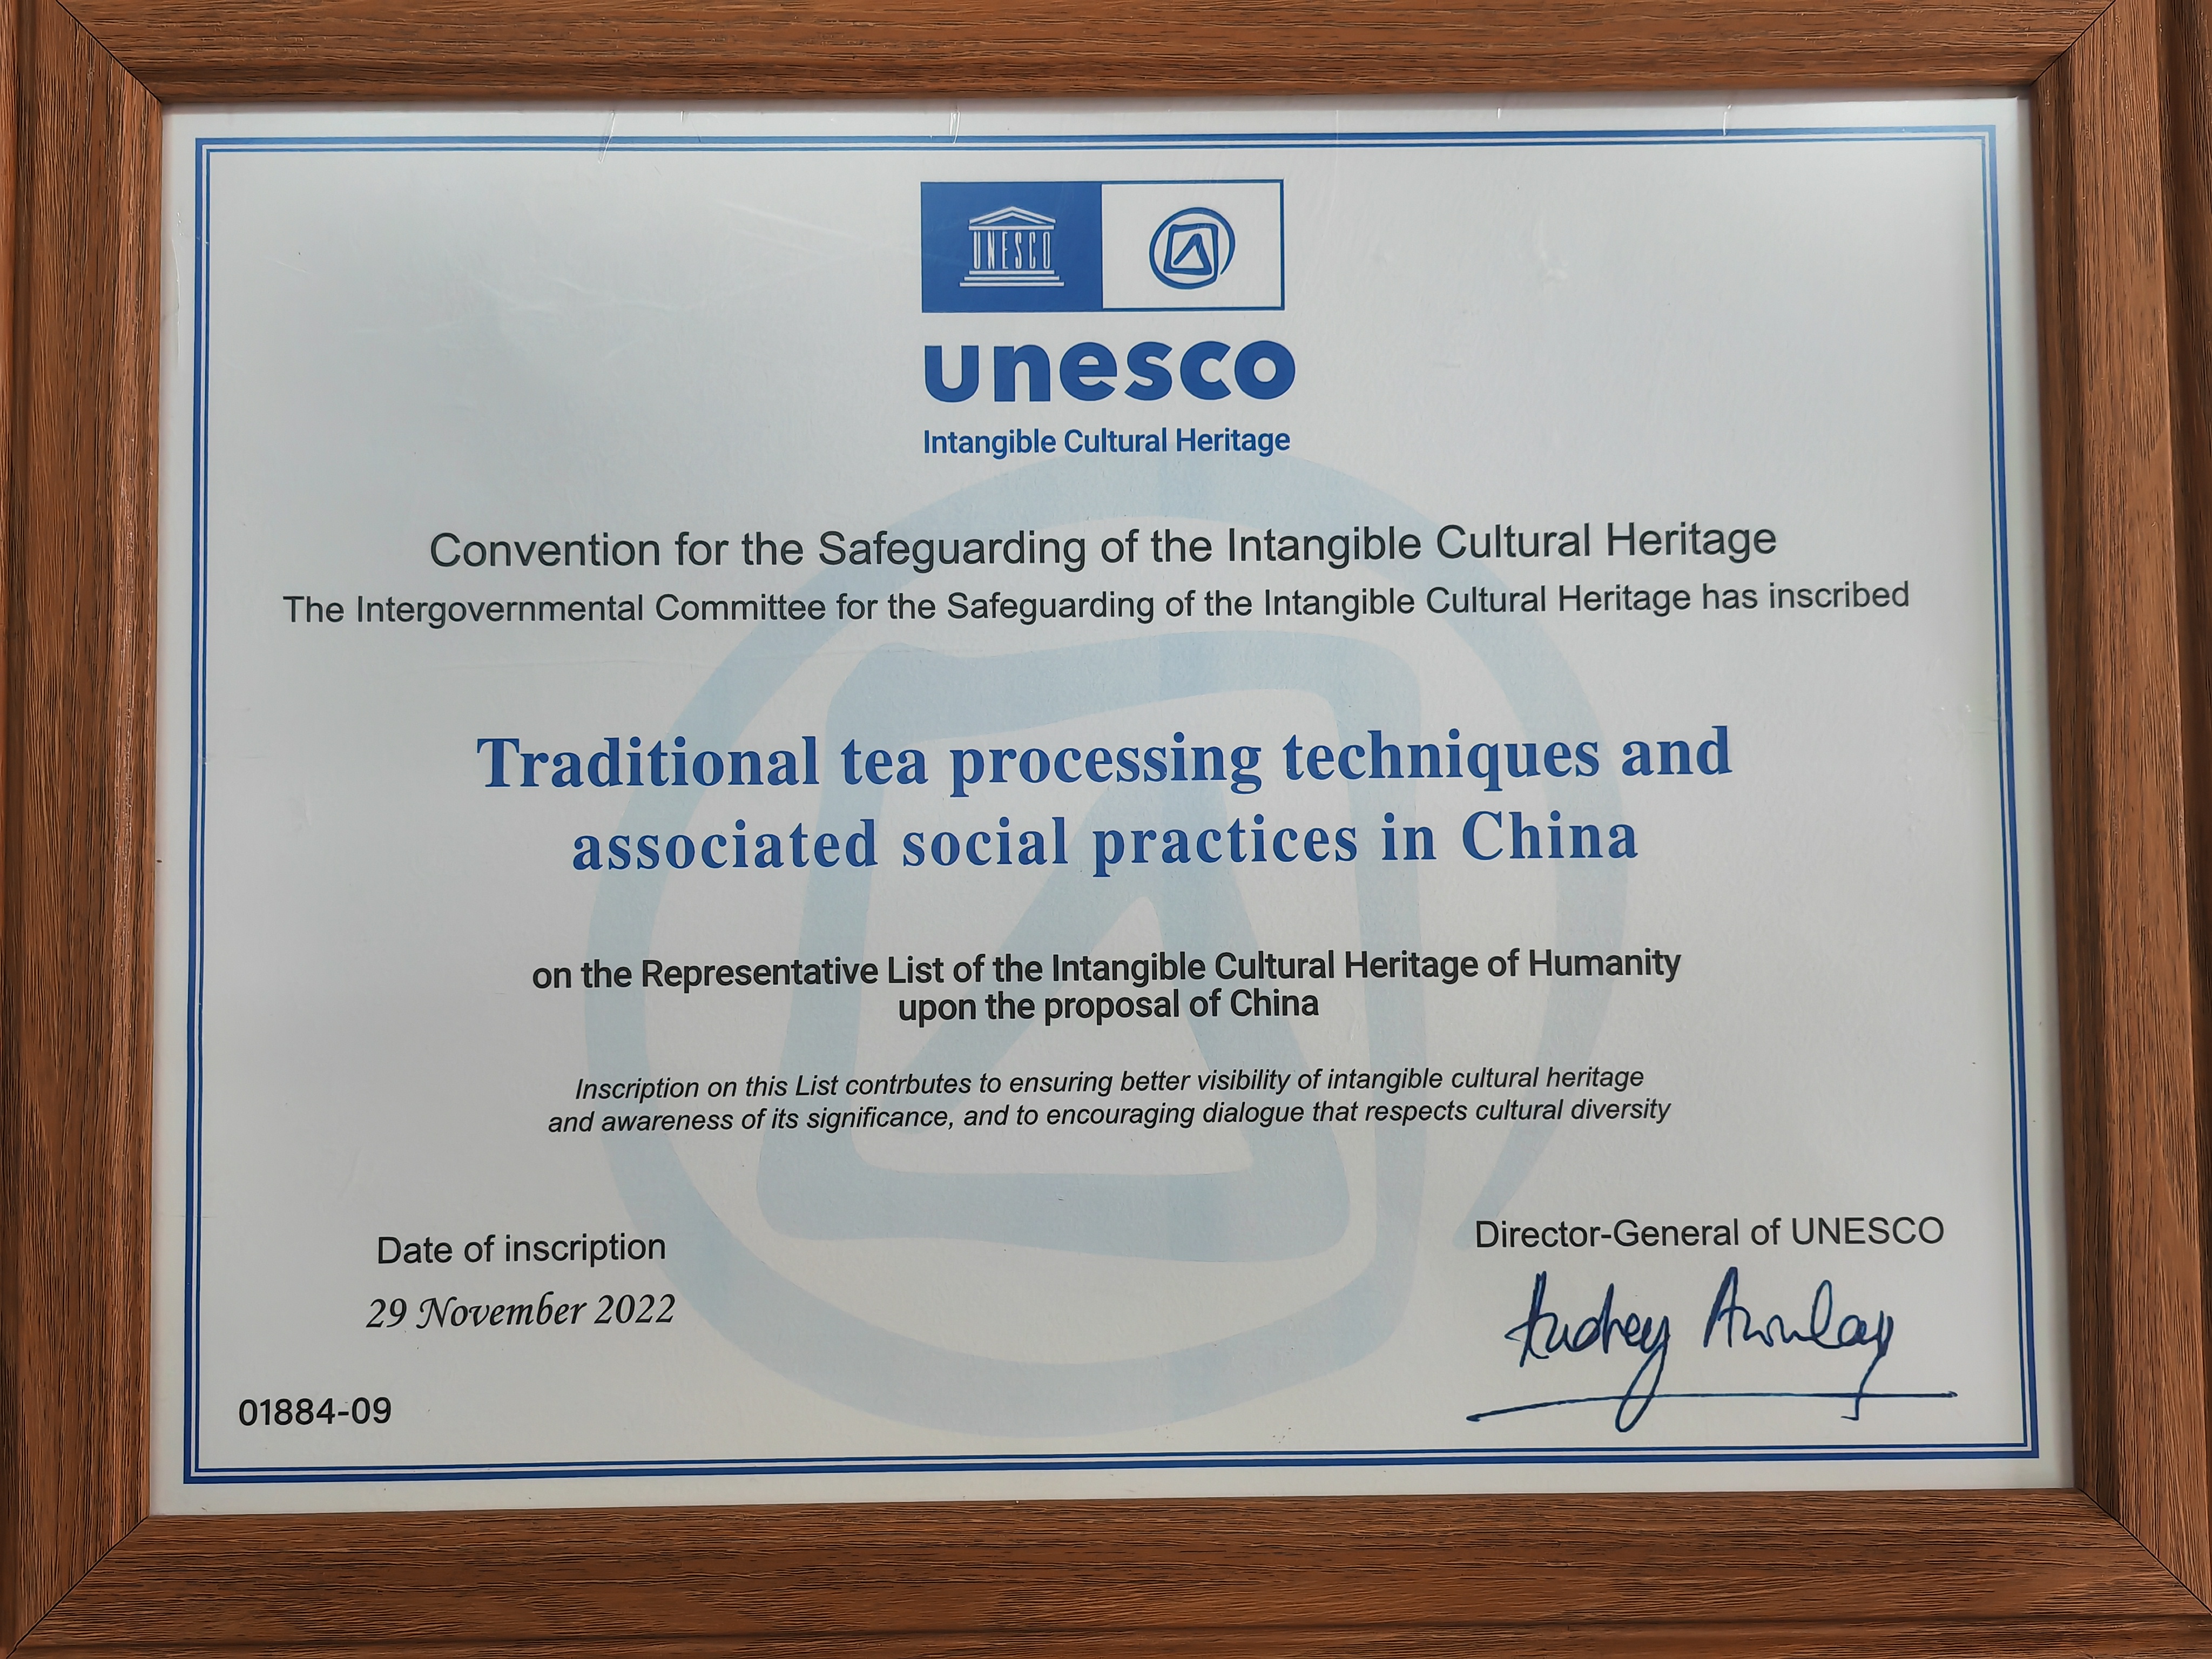 UNESCO
unesco
Intangible Cultural Heritage
Convention for the Safeguarding of the Intangible Cultural Heritage
The Intergovernmental Committee for the Safeguarding of the Intangible Cultural Heritage has inscribed
Traditional tea processing techniques and
associated social practices in China
on the Representative List of the Intangible Cultural Heritage of Humanity
upon the proposal of China
Inscription on this List contrbutes to ensuring better visibility of intangible cultural heritage
and awareness of its significance, and to encouraging dialogue that respects cultural diversity
Date of inscription
29 November 2022
Director-General of UNESCO
Audrey Azoulay
01884-09